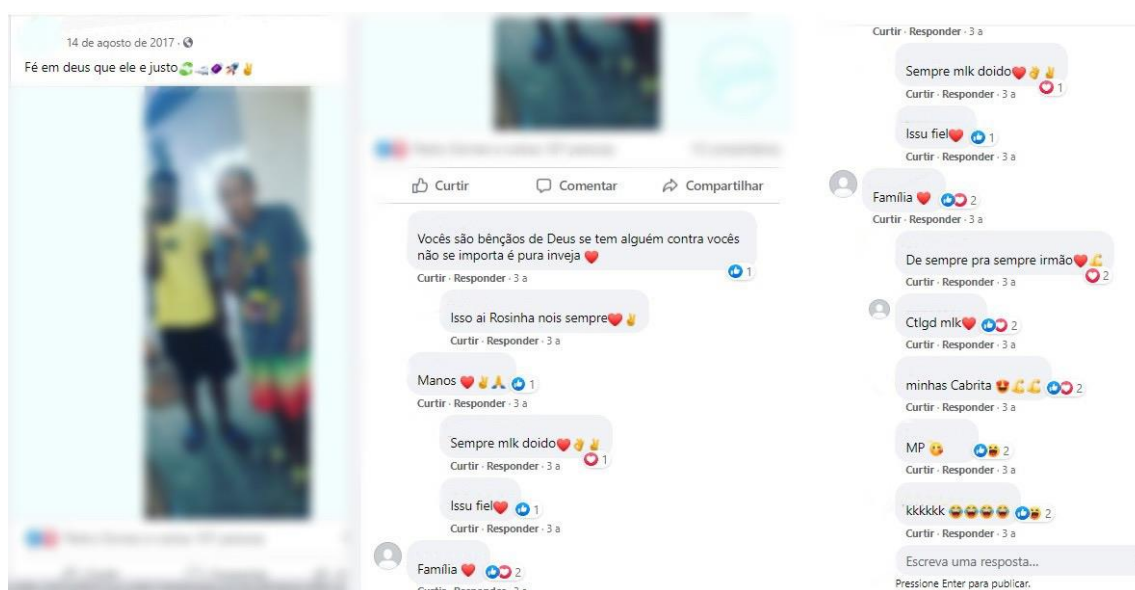 14 de agosto de 2017 ·
Fé em deus que ele e justo
Curtir
Comentar
Compartilhar
Vocês são bênçãos de Deus se tem alguém contra vocês
não se importa é pura inveja ❤️
1
Curtir · Responder · 3 a
Isso ai Rosinha nois sempre❤️✌️
Curtir · Responder · 3 a
Manos ❤️✌️🙏 1
Curtir · Responder · 3 a
Sempre mlk doido❤️👌✌️
Curtir · Responder · 3 a 1
Issu fiel❤️ 1
Curtir · Responder · 3 a
Família ❤️ 2
Curtir · Responder · 3 a
Curtir · Responder · 3 a
Sempre mlk doido❤️👌✌️
Curtir · Responder · 3 a 1
Issu fiel❤️ 1
Curtir · Responder · 3 a
Família ❤️ 2
Curtir · Responder · 3 a
De sempre pra sempre irmão❤️💪
Curtir · Responder · 3 a 2
Ctlgd mlk❤️ 2
Curtir · Responder · 3 a
minhas Cabrita 😍💪💪 2
Curtir · Responder · 3 a
MP 😘 2
Curtir · Responder · 3 a
kkkkkk 😂😂😂😂 2
Curtir · Responder · 3 a
Escreva uma resposta...
Pressione Enter para publicar.